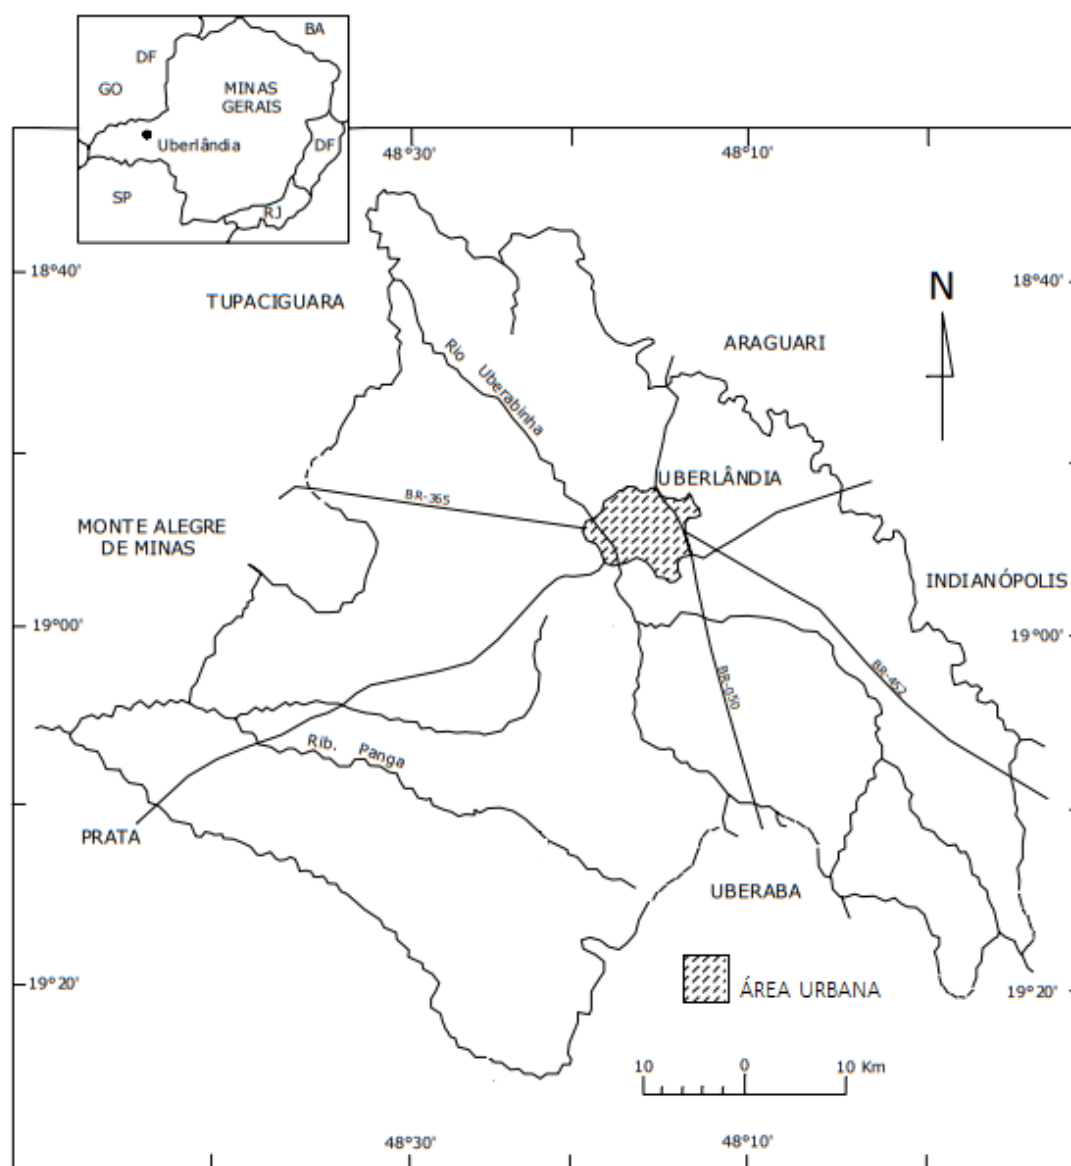 BA
DF
GO
MINAS
GERAIS
Uberlândia
DF
SP
RJ
48°30'
48°10'
18°40'
18°40'
TUPACIGUARA
N
ARAGUARI
Rio Uberabinha
UBERLÂNDIA
BR-365
MONTE ALEGRE
DE MINAS
INDIANÓPOLIS
19°00'
19°00'
BR-050
BR-452
Rib. Panga
PRATA
UBERABA
19°20'
ÁREA URBANA
19°20'
10 0 10 Km
48°30'
48°10'